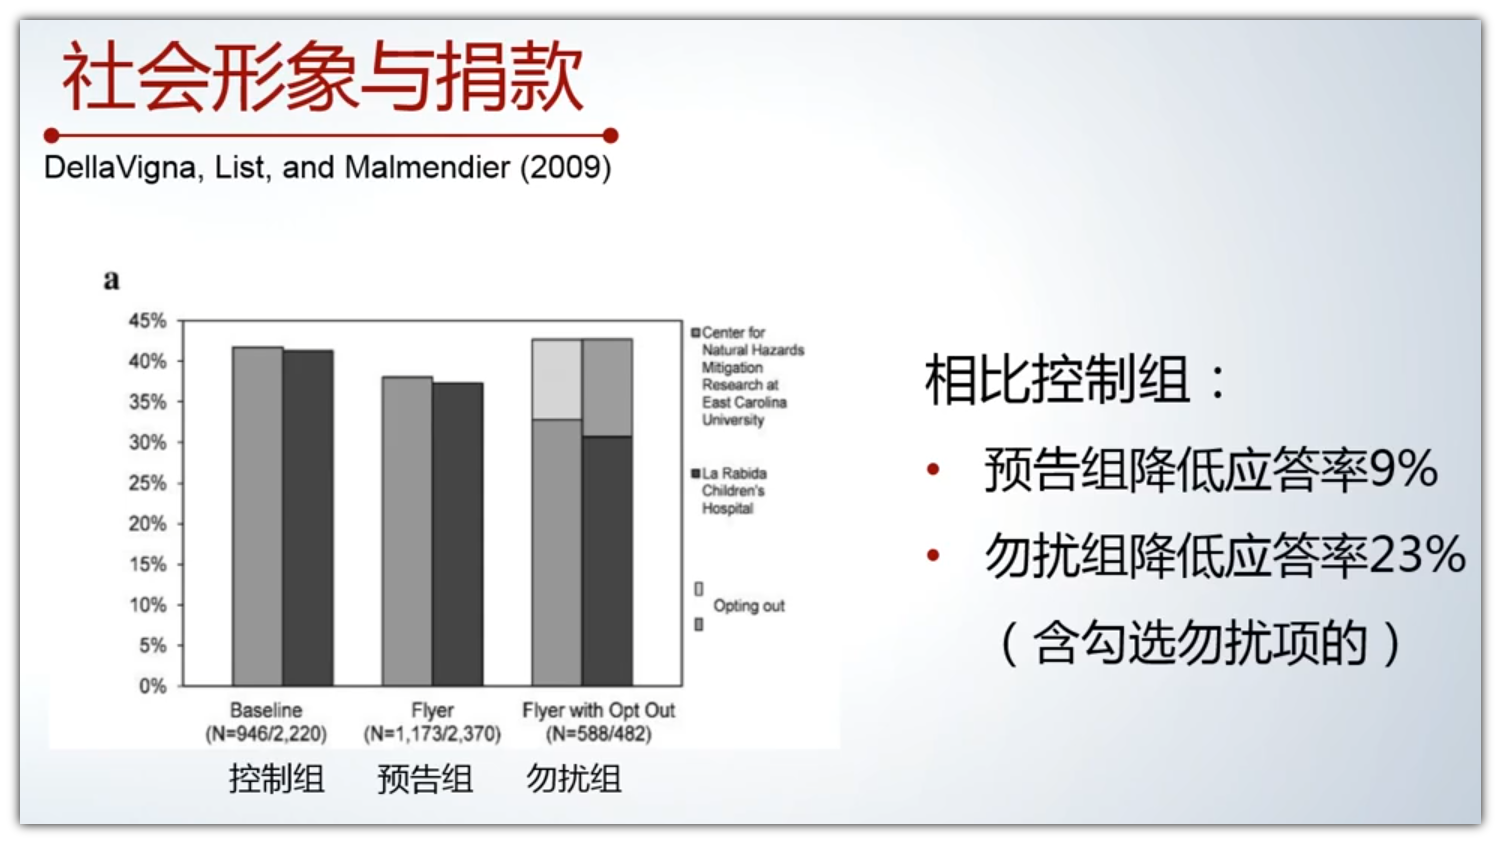 社会形象与捐款
DellaVigna, List, and Malmendier (2009)
a
45%
40%
35%
30%
25%
20%
15%
10%
5%
0%
Center for
Natural Hazards
Mitigation
Research at
East Carolina
University
La Rabida
Children's
Hospital
Opting out
Baseline
(N=946/2,220)
Flyer
(N=1,173/2,370)
Flyer with Opt Out
(N=588/482)
控制组
预告组
勿扰组
相比控制组：
• 预告组降低应答率9%
• 勿扰组降低应答率23%
（含勾选勿扰项的）